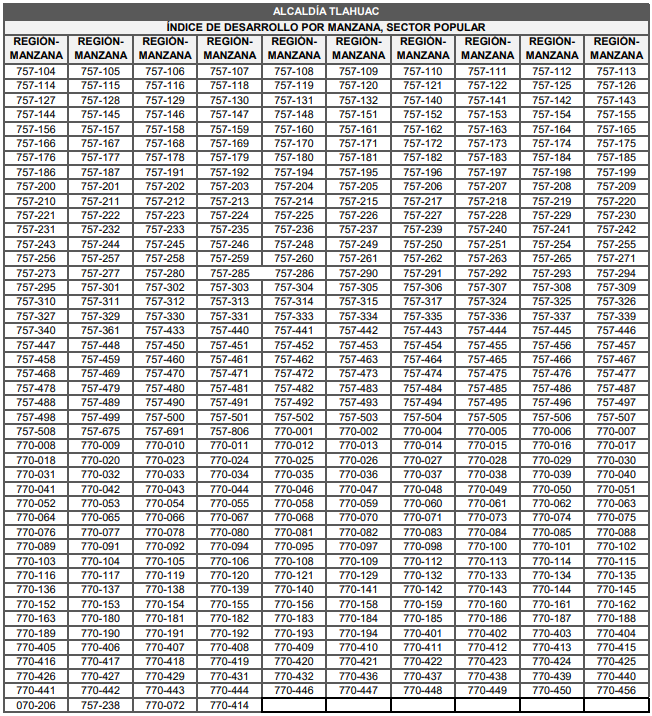 ALCALDÍA TLAHUAC
ÍNDICE DE DESARROLLO POR MANZANA, SECTOR POPULAR
REGIÓN-MANZANA REGIÓN-MANZANA REGIÓN-MANZANA REGIÓN-MANZANA REGIÓN-MANZANA REGIÓN-MANZANA REGIÓN-MANZANA REGIÓN-MANZANA REGIÓN-MANZANA REGIÓN-MANZANA
757-104 757-105 757-106 757-107 757-108 757-109 757-110 757-111 757-112 757-113
757-114 757-115 757-116 757-118 757-119 757-120 757-121 757-122 757-125 757-126
757-127 757-128 757-129 757-130 757-131 757-132 757-140 757-141 757-142 757-143
757-144 757-145 757-146 757-147 757-148 757-151 757-152 757-153 757-154 757-155
757-156 757-157 757-158 757-159 757-160 757-161 757-162 757-163 757-164 757-165
757-166 757-167 757-168 757-169 757-170 757-171 757-172 757-173 757-174 757-175
757-176 757-177 757-178 757-179 757-180 757-181 757-182 757-183 757-184 757-185
757-186 757-187 757-191 757-192 757-194 757-195 757-196 757-197 757-198 757-199
757-200 757-201 757-202 757-203 757-204 757-205 757-206 757-207 757-208 757-209
757-210 757-211 757-212 757-213 757-214 757-215 757-217 757-218 757-219 757-220
757-221 757-222 757-223 757-224 757-225 757-226 757-227 757-228 757-229 757-230
757-231 757-232 757-233 757-235 757-236 757-237 757-239 757-240 757-241 757-242
757-243 757-244 757-245 757-246 757-248 757-249 757-250 757-251 757-254 757-255
757-256 757-257 757-258 757-259 757-260 757-261 757-262 757-263 757-265 757-271
757-273 757-277 757-280 757-285 757-286 757-290 757-291 757-292 757-293 757-294
757-295 757-301 757-302 757-303 757-304 757-305 757-306 757-307 757-308 757-309
757-310 757-311 757-312 757-313 757-314 757-315 757-317 757-324 757-325 757-326
757-327 757-329 757-330 757-331 757-333 757-334 757-335 757-336 757-337 757-339
757-340 757-361 757-433 757-440 757-441 757-442 757-443 757-444 757-445 757-446
757-447 757-448 757-450 757-451 757-452 757-453 757-454 757-455 757-456 757-457
757-458 757-459 757-460 757-461 757-462 757-463 757-464 757-465 757-466 757-467
757-468 757-469 757-470 757-471 757-472 757-473 757-474 757-475 757-476 757-477
757-478 757-479 757-480 757-481 757-482 757-483 757-484 757-485 757-486 757-487
757-488 757-489 757-490 757-491 757-492 757-493 757-494 757-495 757-496 757-497
757-498 757-499 757-500 757-501 757-502 757-503 757-504 757-505 757-506 757-507
757-508 757-675 757-691 757-806 770-001 770-002 770-004 770-005 770-006 770-007
770-008 770-009 770-010 770-011 770-012 770-013 770-014 770-015 770-016 770-017
770-018 770-020 770-023 770-024 770-025 770-026 770-027 770-028 770-029 770-030
770-031 770-032 770-033 770-034 770-035 770-036 770-037 770-038 770-039 770-040
770-041 770-042 770-043 770-044 770-046 770-047 770-048 770-049 770-050 770-051
770-052 770-053 770-054 770-055 770-058 770-059 770-060 770-061 770-062 770-063
770-064 770-065 770-066 770-067 770-068 770-070 770-071 770-073 770-074 770-075
770-076 770-077 770-078 770-080 770-081 770-082 770-083 770-084 770-085 770-088
770-089 770-091 770-092 770-094 770-095 770-097 770-098 770-100 770-101 770-102
770-103 770-104 770-105 770-106 770-108 770-109 770-112 770-113 770-114 770-115
770-116 770-117 770-119 770-120 770-121 770-129 770-132 770-133 770-134 770-135
770-136 770-137 770-138 770-139 770-140 770-141 770-142 770-143 770-144 770-145
770-152 770-153 770-154 770-155 770-156 770-158 770-159 770-160 770-161 770-162
770-163 770-180 770-181 770-182 770-183 770-184 770-185 770-186 770-187 770-188
770-189 770-190 770-191 770-192 770-193 770-194 770-401 770-402 770-403 770-404
770-405 770-406 770-407 770-408 770-409 770-410 770-411 770-412 770-413 770-415
770-416 770-417 770-418 770-419 770-420 770-421 770-422 770-423 770-424 770-425
770-426 770-427 770-429 770-431 770-432 770-436 770-437 770-438 770-439 770-440
770-441 770-442 770-443 770-444 770-446 770-447 770-448 770-449 770-450 770-456
070-206 757-238 770-072 770-414